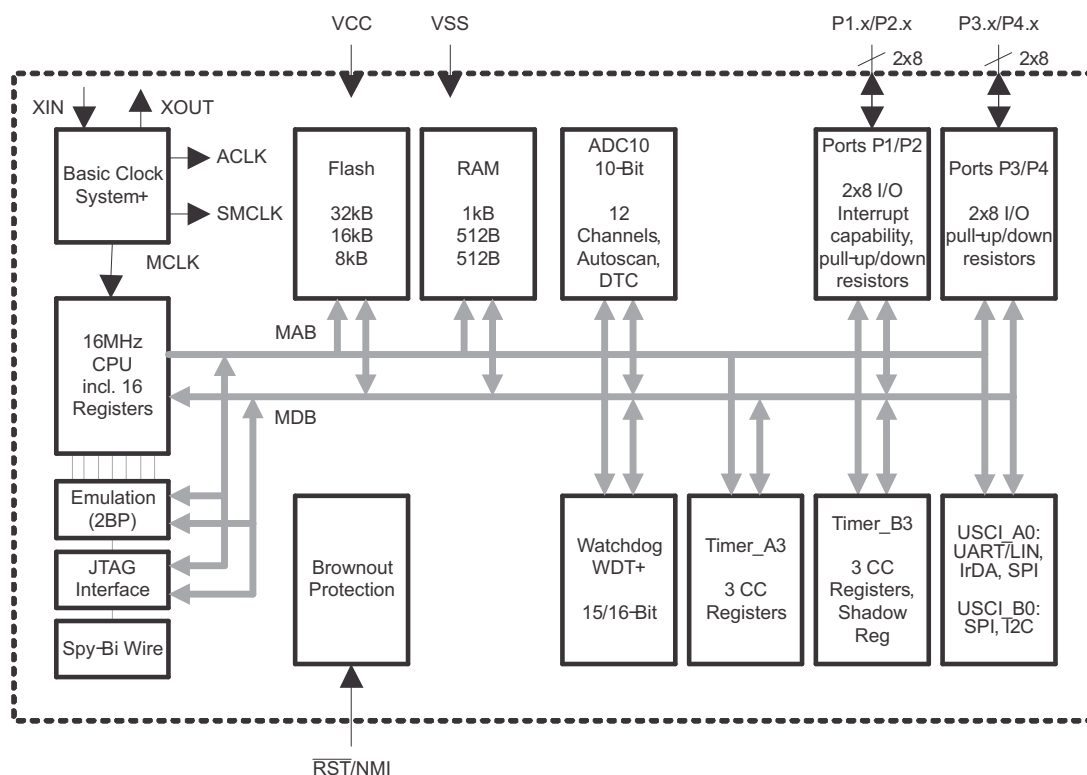 VCC
VSS
P1.x/P2.x
P3.x/P4.x
2x8
2x8
XIN
XOUT
Basic Clock
System+
ACLK
SMCLK
MCLK
Flash
32kB
16kB
8kB
RAM
1kB
512B
512B
ADC10
10-Bit
12
Channels,
Autoscan,
DTC
Ports P1/P2
2x8 I/O
Interrupt
capability,
pull-up/down
resistors
Ports P3/P4
2x8 I/O
pull-up/down
resistors
16MHz
CPU
incl. 16
Registers
MAB
MDB
Emulation
(2BP)
JTAG
Interface
Spy-Bi Wire
Brownout
Protection
Watchdog
WDT+
15/16-Bit
Timer_A3
3 CC
Registers
Timer_B3
3 CC
Registers,
Shadow
Reg
USCI_A0:
UART/LIN,
IrDA, SPI
USCI_B0:
SPI, I2C
RST/NMI